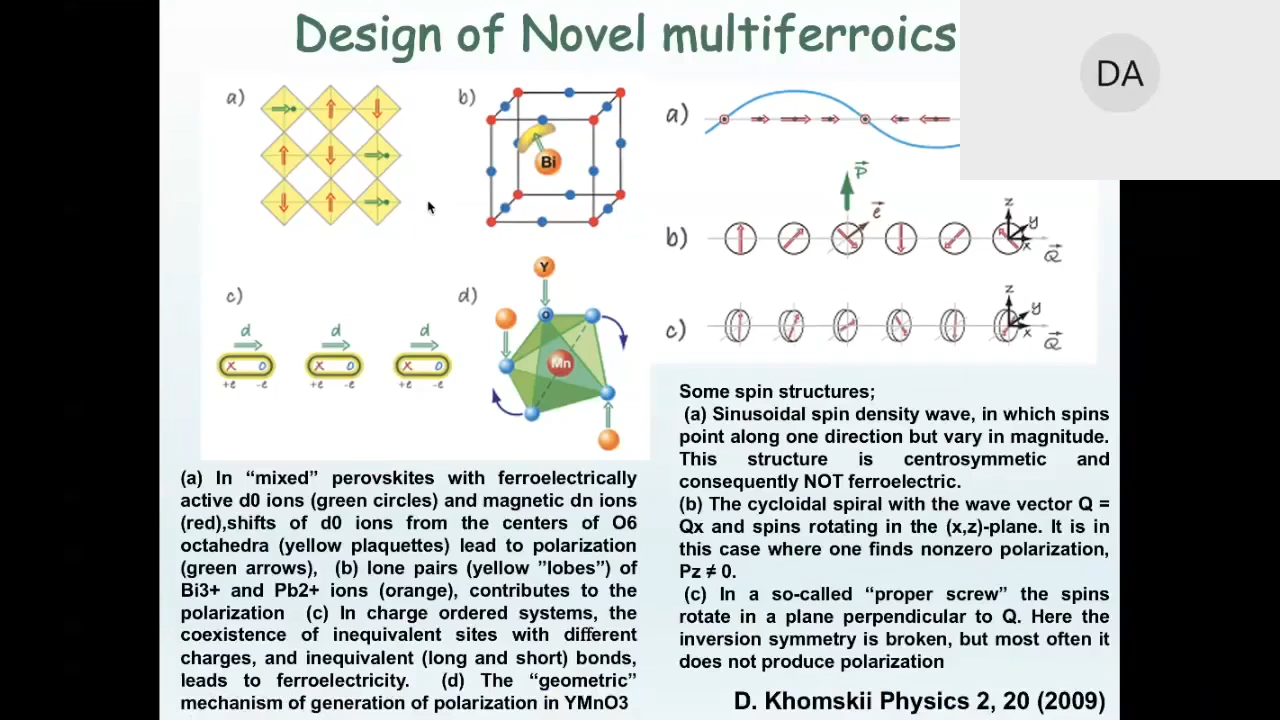 Design of Novel multiferroics
DA
a)
b)
Bi
c)
d
d
d
x o
x o
x o
+e -e
+e -e
+e -e
d)
Y
O
Mn
a)
b)
P
e
z
y
x
Q
c)
z
y
x
Q
(a) In “mixed” perovskites with ferroelectrically
active d0 ions (green circles) and magnetic dn ions
(red),shifts of d0 ions from the centers of O6
octahedra (yellow plaquettes) lead to polarization
(green arrows), (b) lone pairs (yellow ”lobes”) of
Bi3+ and Pb2+ ions (orange), contributes to the
polarization (c) In charge ordered systems, the
coexistence of inequivalent sites with different
charges, and inequivalent (long and short) bonds,
leads to ferroelectricity. (d) The “geometric”
mechanism of generation of polarization in YMnO3
Some spin structures;
(a) Sinusoidal spin density wave, in which spins
point along one direction but vary in magnitude.
This structure is centrosymmetic and
consequently NOT ferroelectric.
(b) The cycloidal spiral with the wave vector Q =
Qx and spins rotating in the (x,z)-plane. It is in
this case where one finds nonzero polarization,
Pz ≠ 0.
(c) In a so-called “proper screw” the spins
rotate in a plane perpendicular to Q. Here the
inversion symmetry is broken, but most often it
does not produce polarization
D. Khomskii Physics 2, 20 (2009)